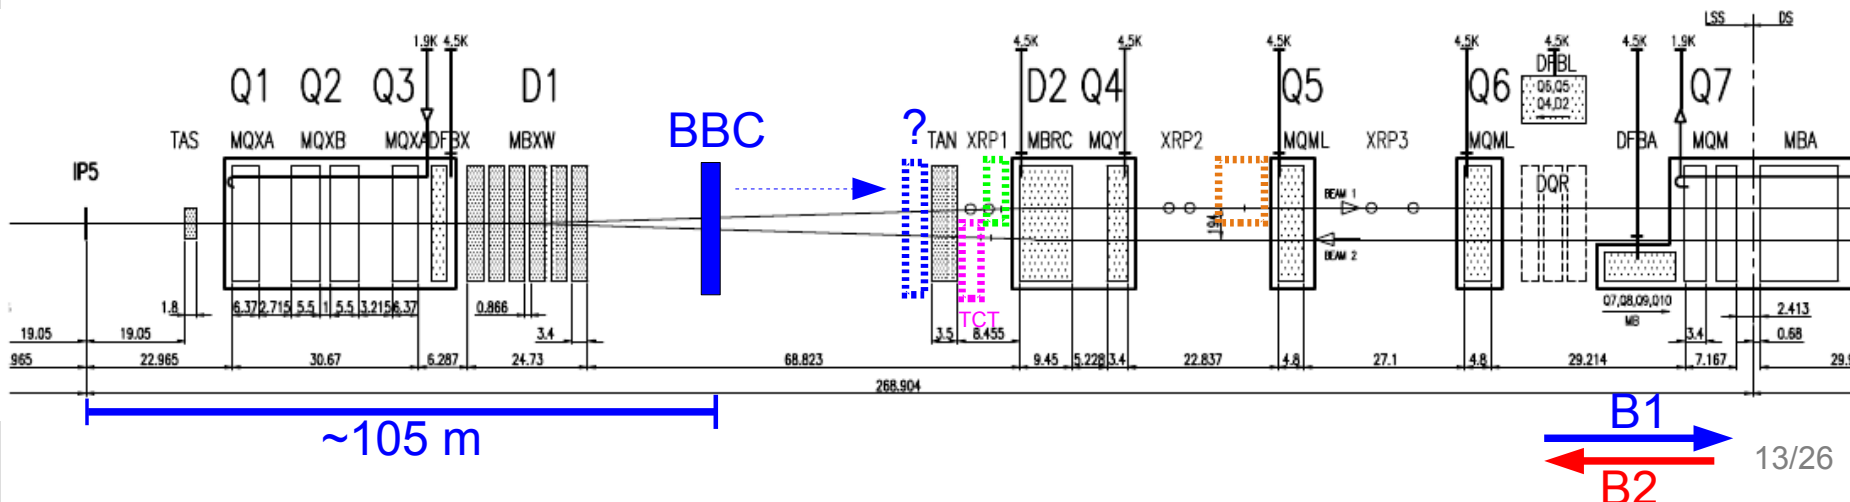 LSS DS
1.9K 4.5K 4.5K 4.5K 4.5K 4.5K 4.5K 4.5K 1.9K
Q1 Q2 Q3 D1 D2 Q4 Q5 Q6 DFBL Q7
Q6,Q5
Q4,D2
BBC ?
TAS MQXA MQXB MQXA DFBX MBXW TAN XRP1 MBRC MQY XRP2 MQML XRP3 MQML DFBA MQM MBA
IP5 DQR
BEAM 1
194
BEAM 2
1.8 6.37 2.715 5.5 1 5.5 3.215 6.37 0.866 TCT Q7,Q8,Q9,Q10 2.413
MB
19.05 19.05 3.4 3.5 8.455 3.4 0.68
965 22.965 30.67 6.287 24.73 68.823 9.45 5.228 3.4 22.837 4.8 27.1 4.8 29.214 7.167 29.9
268.904
~105 m B1
13/26
B2